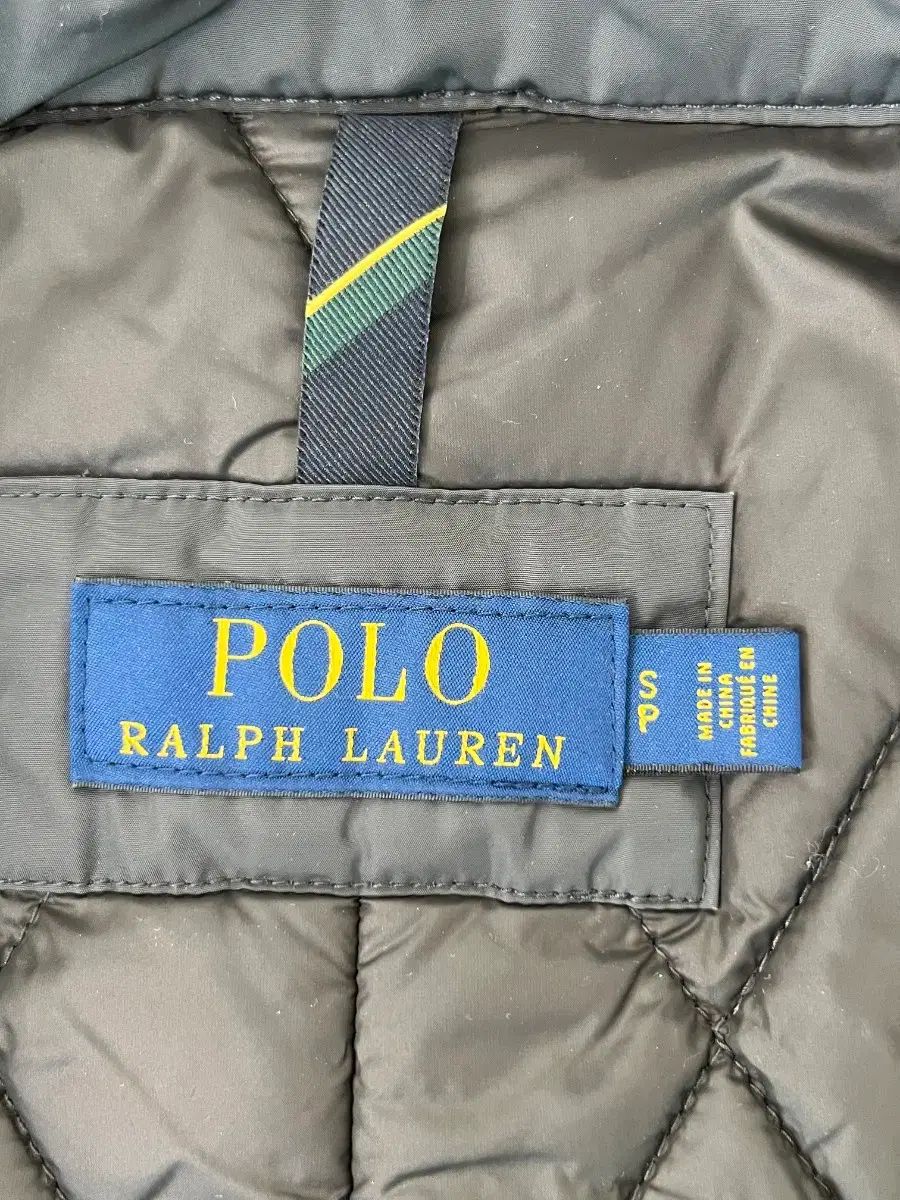 POLO
RALPH LAUREN
S
P
MADE IN
CHINA
FABRIQUÉ EN
CHINE